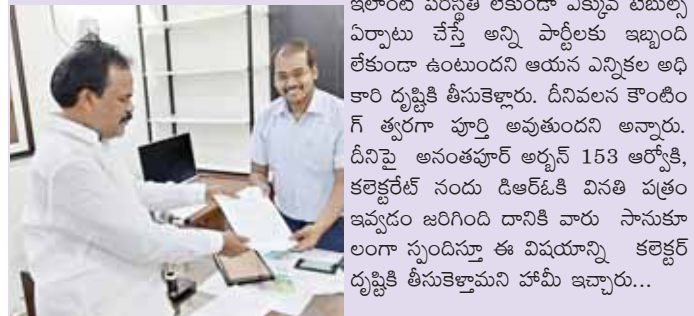 ఇలాంటి పరిస్థితి లేకుండా ఎక్కువ టేబుల్స్
ఏర్పాటు చేస్తే అన్ని పార్టీలకు ఇబ్బంది
లేకుండా ఉంటుందని ఆయన ఎన్నికల అధి
కారి దృష్టికి తీసుకెళ్లారు. దీనివలన కౌంటిం
గ్ త్వరగా పూర్తి అవుతుందని అన్నారు.
దీనిపై అనంతపూర్ అర్బన్ 153 ఆర్వోకి,
కలెక్టరేట్ నందు డిఆర్ఓకి వినతి పత్రం
ఇవ్వడం జరిగింది దానికి వారు సానుకూ
లంగా స్పందిస్తూ ఈ విషయాన్ని కలెక్టర్
దృష్టికి తీసుకెళ్తామని హామీ ఇచ్చారు...